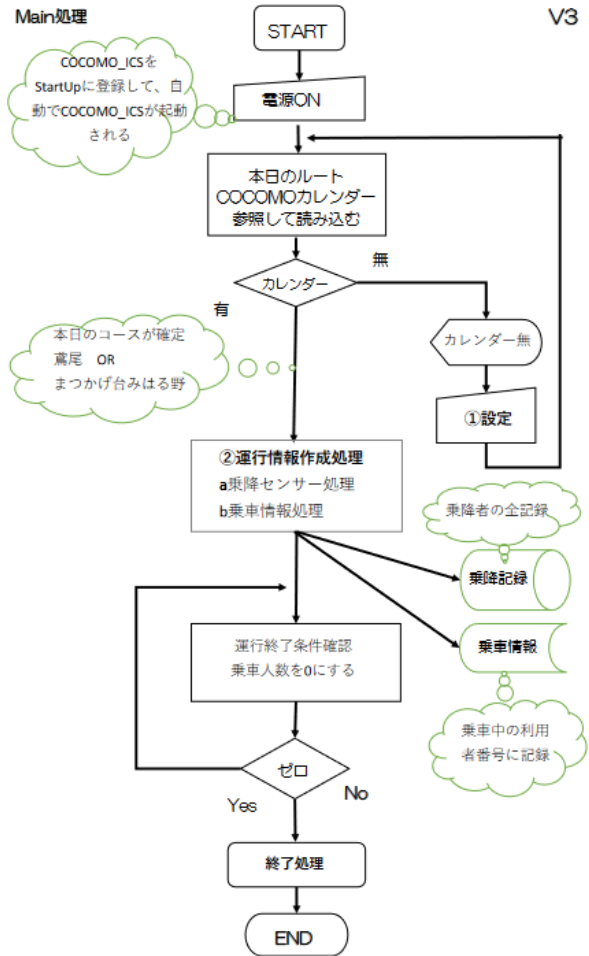 Main処理
V3
START
COCOMO_ICSを
StartUpに登録して、自
動でCOCOMO_ICSが起動
される
電源ON
本日のルート
COCOMOカレンダー
参照して読み込む
カレンダー
無
有
本日のコースが確定
鳶尾　OR
まつかげ台みはる野
カレンダー無
①設定
②運行情報作成処理
a乗降センサー処理
b乗車情報処理
乗降者の全記録
乗降記録
運行終了条件確認
乗車人数を0にする
乗車情報
乗車中の利用
者番号に記録
ゼロ
Yes
No
終了処理
END